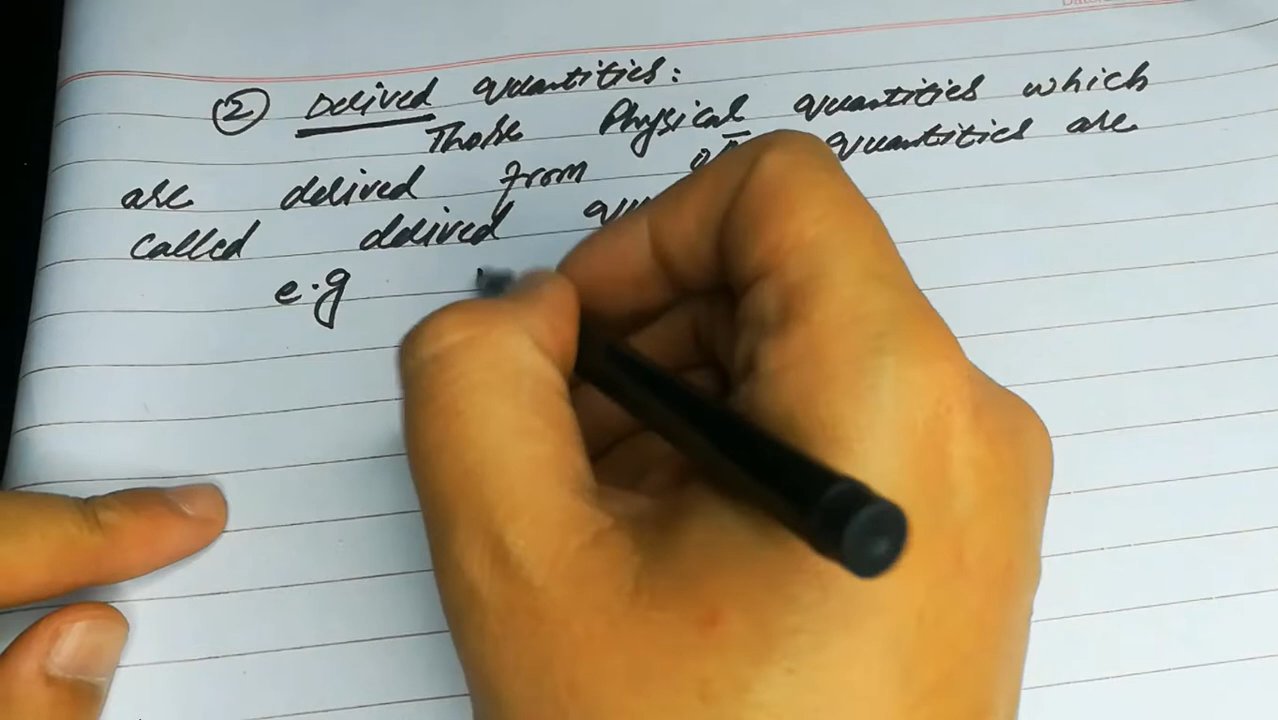 ② Derived quantities:
Those Physical quantities which
are derived from quantities are
called derived
e.g